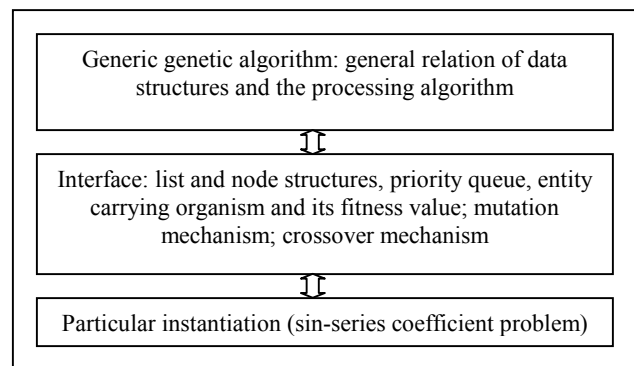 Generic genetic algorithm: general relation of data
structures and the processing algorithm
Interface: list and node structures, priority queue, entity
carrying organism and its fitness value; mutation
mechanism; crossover mechanism
Particular instantiation (sin-series coefficient problem)